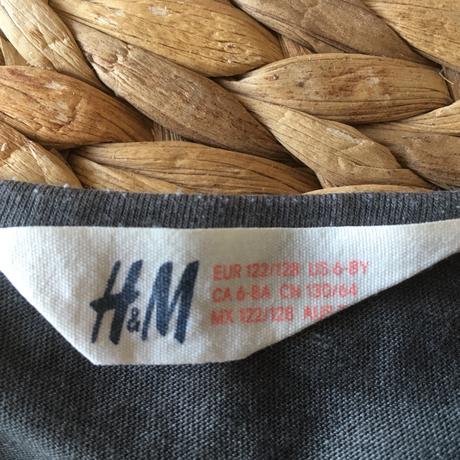 H&M
EUR 122/128 US 6-8Y
CA 6-8A CN 130/64
MX 122/128 AUS